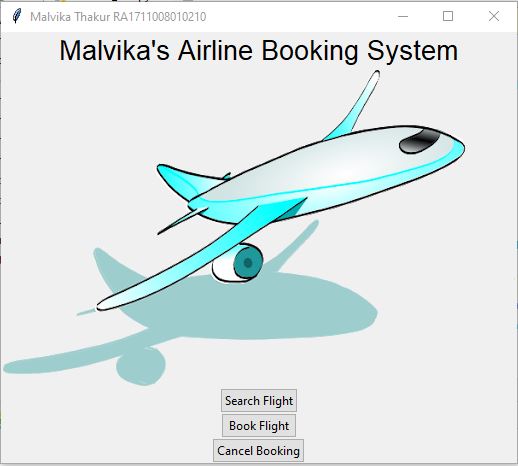 Malvika Thakur RA1711008010210
Malvika's Airline Booking System
Search Flight
Book Flight
Cancel Booking